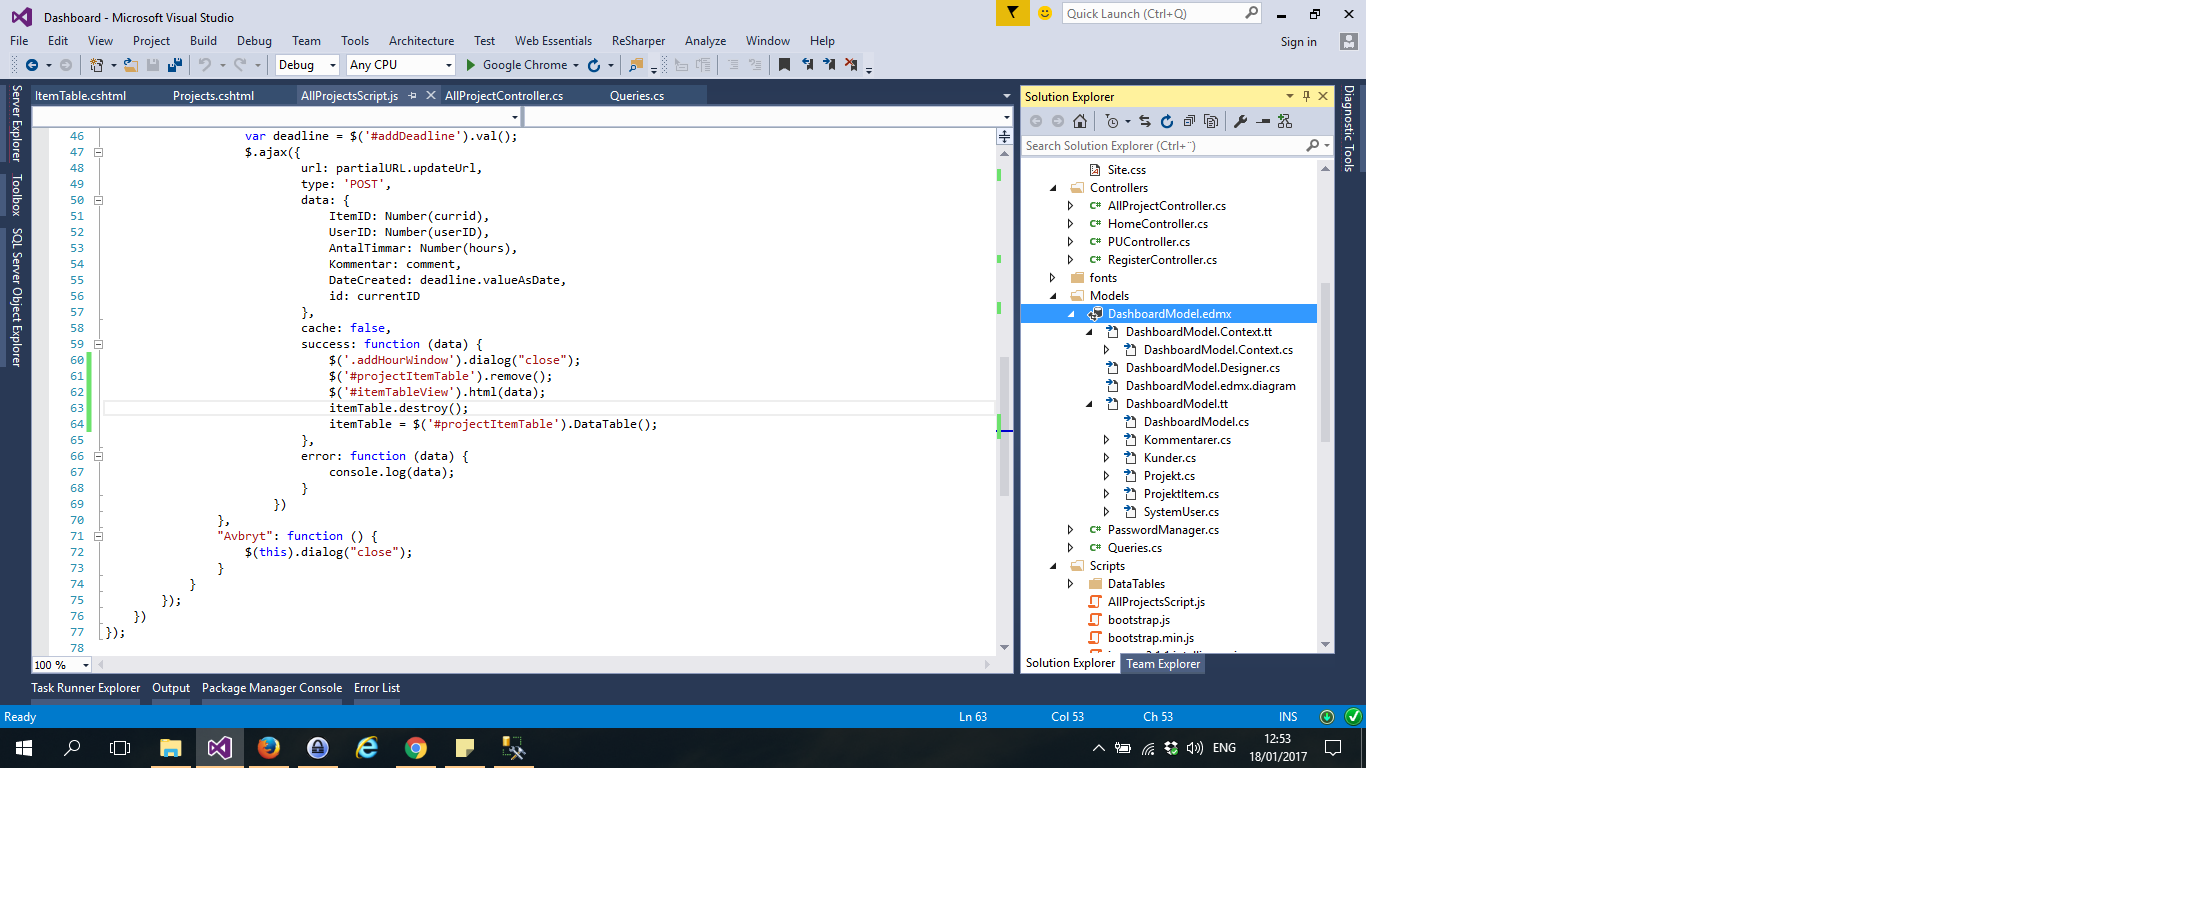 Dashboard - Microsoft Visual Studio
Quick Launch (Ctrl+Q)
File Edit View Project Build Debug Team Tools Architecture Test Web Essentials ReSharper Analyze Window Help
Sign in
Debug Any CPU Google Chrome
Server Explorer
Toolbox
SQL Server Object Explorer
ItemTable.cshtml Projects.cshtml AllProjectsScript.js AllProjectController.cs Queries.cs
46 var deadline = $('#addDeadline').val();
47 $.ajax({
48 url: partialURL.updateUrl,
49 type: 'POST',
50 data: {
51 ItemID: Number(currid),
52 UserID: Number(userID),
53 AntalTimmar: Number(hours),
54 Kommentar: comment,
55 DateCreated: deadline.valueAsDate,
56 id: currentID
57 },
58 cache: false,
59 success: function (data) {
60 $('.addHourWindow').dialog("close");
61 $('#projectItemTable').remove();
62 $('#itemTableView').html(data);
63 itemTable.destroy();
64 itemTable = $('#projectItemTable').DataTable();
65 },
66 error: function (data) {
67 console.log(data);
68 }
69 })
70 },
71 "Avbryt": function () {
72 $(this).dialog("close");
73 }
74 }
75 });
76 })
77 });
78
100 %
Solution Explorer
Search Solution Explorer (Ctrl+¨)
Site.css
Controllers
C# AllProjectController.cs
C# HomeController.cs
C# PUController.cs
C# RegisterController.cs
fonts
Models
DashboardModel.edmx
DashboardModel.Context.tt
DashboardModel.Context.cs
DashboardModel.Designer.cs
DashboardModel.edmx.diagram
DashboardModel.tt
DashboardModel.cs
Kommentarer.cs
Kunder.cs
Projekt.cs
ProjektItem.cs
SystemUser.cs
C# PasswordManager.cs
C# Queries.cs
Scripts
DataTables
AllProjectsScript.js
bootstrap.js
bootstrap.min.js
Solution Explorer Team Explorer
Diagnostic Tools
Task Runner Explorer Output Package Manager Console Error List
Ready Ln 63 Col 53 Ch 53 INS
ENG
12:53
18/01/2017